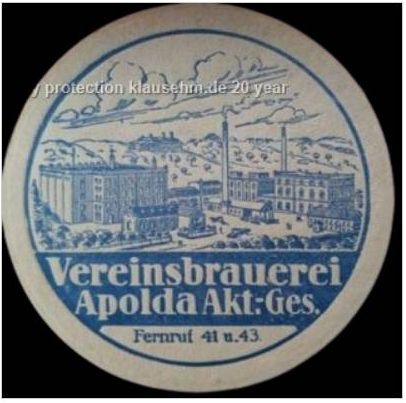 y protection klausehm.de 20 year
Vereinsbrauerei
Apolda Akt.-Ges.
Fernruf 41 u. 43.